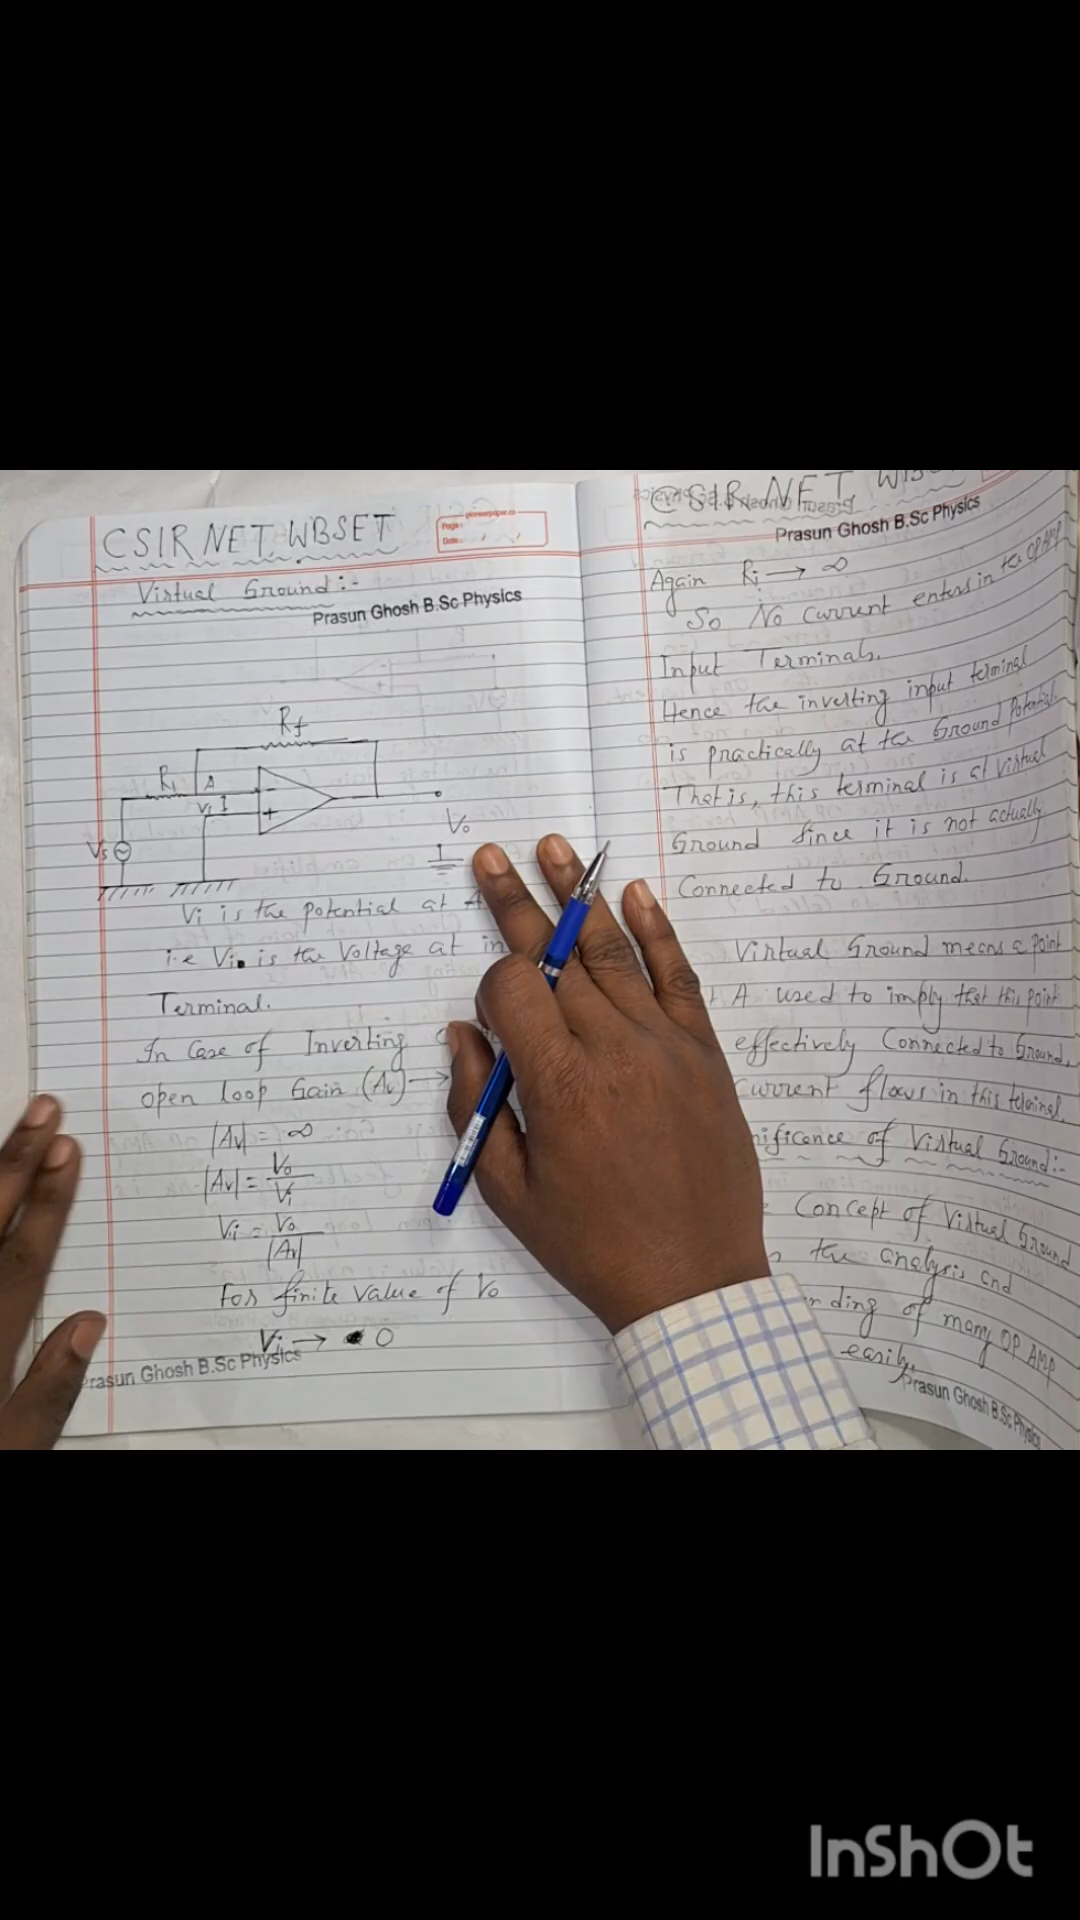 CSIR NET WBSET
Page:
Date:
Virtual Ground:-
Prasun Ghosh B.Sc Physics
Rf
R1
A
Vi
-
+
Vs
Vo
Vi is the potential at A
i.e Vi is the Voltage at in
Terminal.
In Case of Inverting
open loop Gain (Av) →
|Av| = ∞
|Av| = Vo/Vi
Vi = Vo/|Av|
For finite value of Vo
Vi → 0
Prasun Ghosh B.Sc Physics
CSIR NET
Prasun Ghosh B.Sc Physics
Again Ri → ∞
So No current enters in the OP AMP
Input Terminals.
Hence the inverting input terminal
is practically at the Ground Potential.
That is, this terminal is at virtual
Ground Since it is not actually
Connected to Ground.
Virtual Ground means a point
A used to imply that this point
effectively Connected to Ground.
current flows in this terminal.
nificance of Virtual Ground:-
Concept of Virtual Ground
the analysis and
nding of many OP AMP
easily.
Prasun Ghosh B.Sc Physics
InShOt